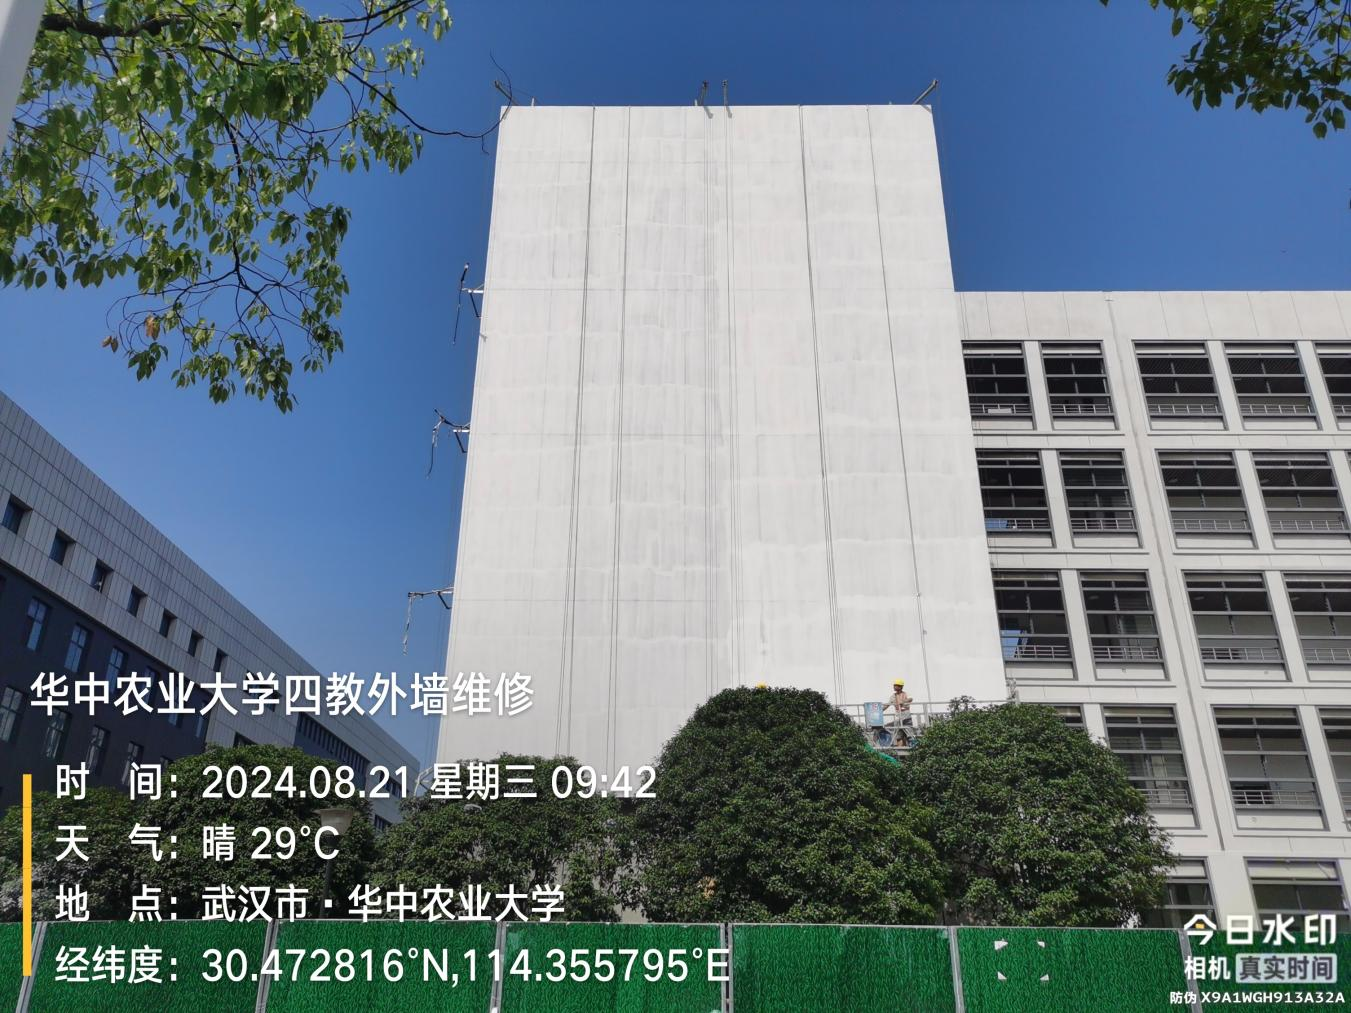 华中农业大学四教外墙维修
时 间：2024.08.21 星期三 09:42
天 气：晴 29℃
地 点：武汉市·华中农业大学
经纬度：30.472816°N,114.355795°E
今日水印
相机 真实时间
防伪 X9A1WGH913A32A